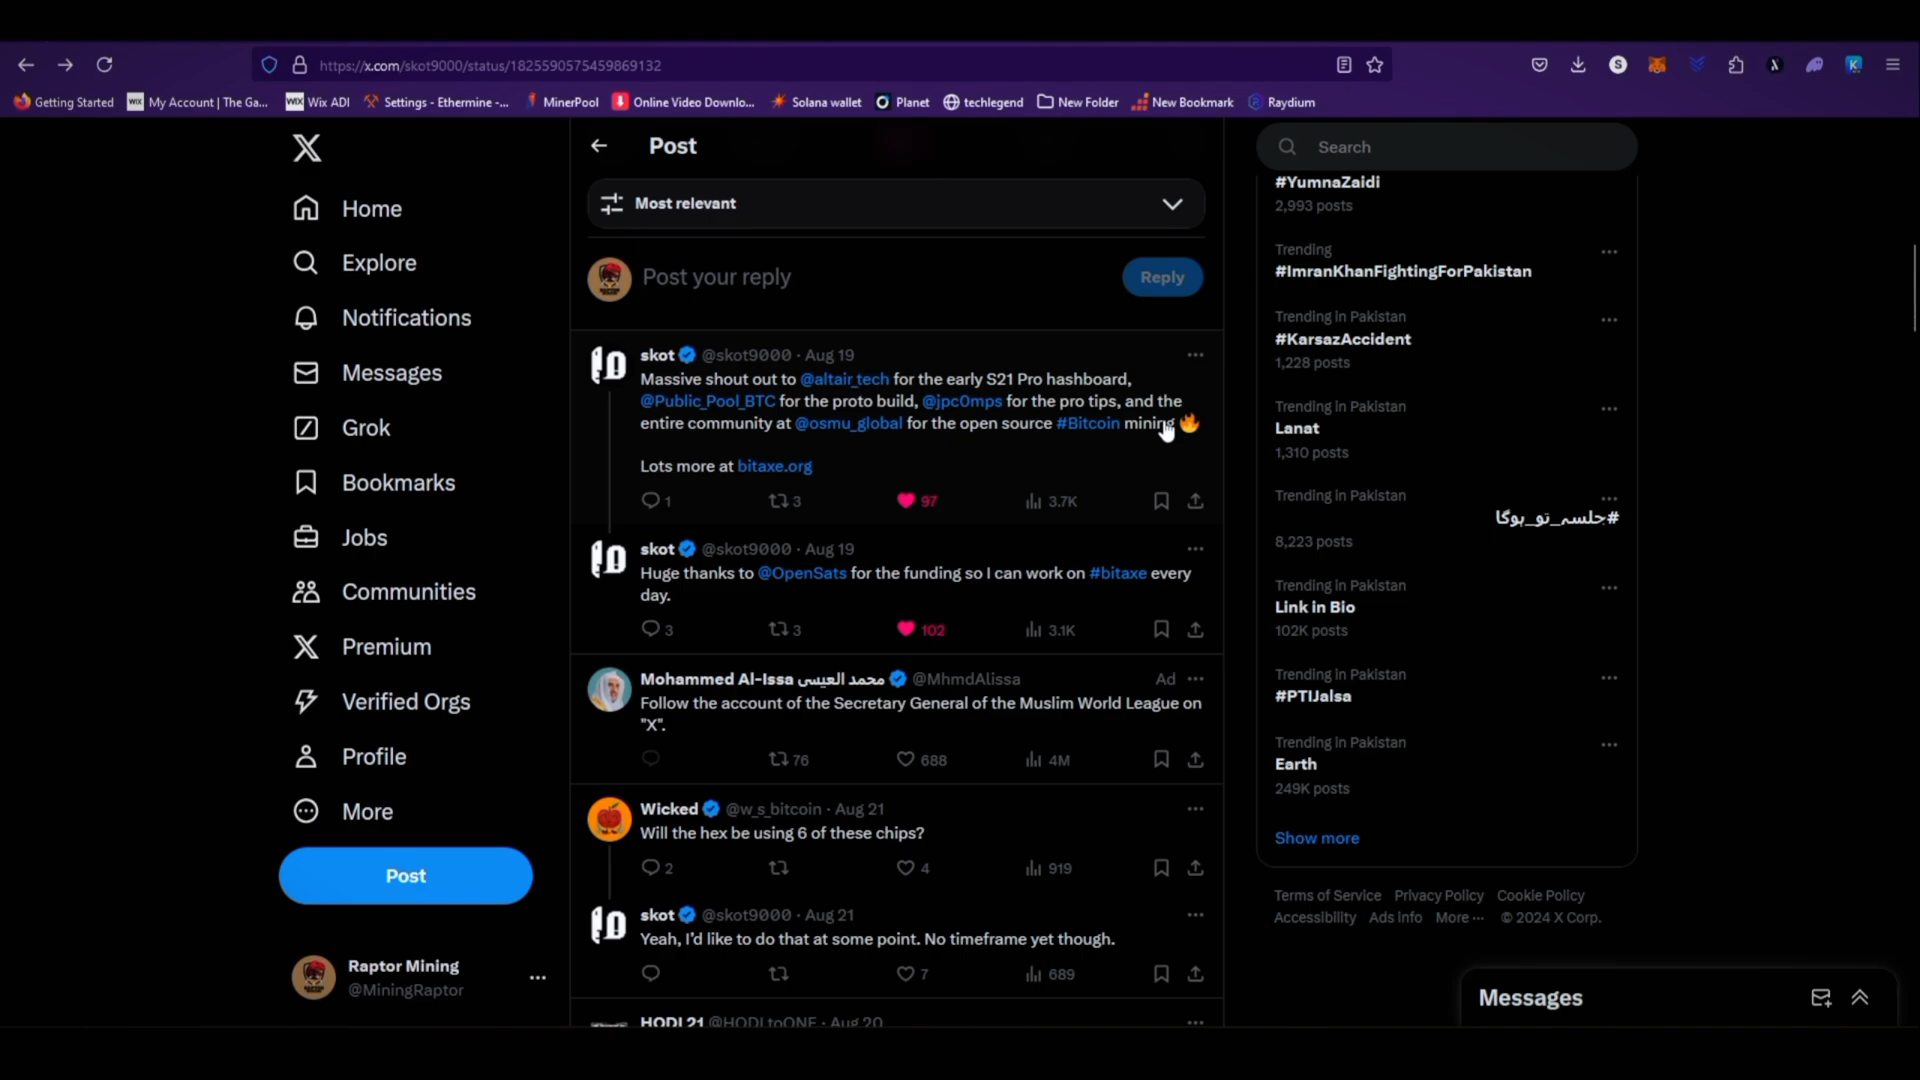 https://x.com/skot9000/status/1825590575459869132
Getting Started
My Account | The Ga...
Wix ADI
Settings - Ethermine -...
MinerPool
Online Video Downlo...
Solana wallet
Planet
techlegend
New Folder
New Bookmark
Raydium
Home
Explore
Notifications
Messages
Grok
Bookmarks
Jobs
Communities
Premium
Verified Orgs
Profile
More
Post
Raptor Mining
@MiningRaptor
Post
Most relevant
Post your reply
Reply
skot @skot9000 · Aug 19
Massive shout out to @altair_tech for the early S21 Pro hashboard,
@Public_Pool_BTC for the proto build, @jpc0mps for the pro tips, and the
entire community at @osmu_global for the open source #Bitcoin mining 🔥
Lots more at bitaxe.org
1 3 97 3.7K
skot @skot9000 · Aug 19
Huge thanks to @OpenSats for the funding so I can work on #bitaxe every
day.
3 3 102 3.1K
Mohammed Al-Issa محمد العيسى @MhmdAlissa Ad
Follow the account of the Secretary General of the Muslim World League on
"X".
76 688 4M
Wicked @w_s_bitcoin · Aug 21
Will the hex be using 6 of these chips?
2 4 919
skot @skot9000 · Aug 21
Yeah, I'd like to do that at some point. No timeframe yet though.
7 689
HODL21 @HODLtoONE · Aug 20
Search
#YumnaZaidi
2,993 posts
Trending
#ImranKhanFightingForPakistan
Trending in Pakistan
#KarsazAccident
1,228 posts
Trending in Pakistan
Lanat
1,310 posts
Trending in Pakistan
#جلسہ_تو_ہوگا
8,223 posts
Trending in Pakistan
Link in Bio
102K posts
Trending in Pakistan
#PTIJalsa
Trending in Pakistan
Earth
249K posts
Show more
Terms of Service Privacy Policy Cookie Policy
Accessibility Ads info More ··· © 2024 X Corp.
Messages